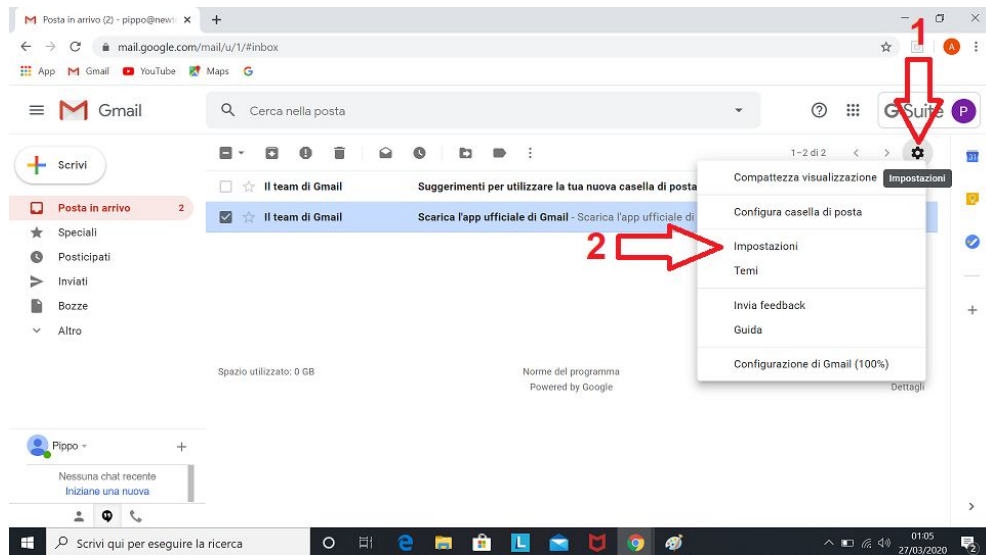 Posta in arrivo (2) - pippo@newi
1
mail.google.com/mail/u/1/#inbox
A
App Gmail YouTube Maps
Gmail
Cerca nella posta
G Suite P
Scrivi
1-2 di 2
Compattezza visualizzazione
Impostazioni
Il team di Gmail Suggerimenti per utilizzare la tua nuova casella di posta
Posta in arrivo 2
Il team di Gmail Scarica l'app ufficiale di Gmail - Scarica l'app ufficiale di
Configura casella di posta
Speciali
2
Impostazioni
Posticipati
Temi
Inviati
Bozze
Invia feedback
Altro
Guida
Configurazione di Gmail (100%)
Spazio utilizzato: 0 GB
Norme del programma
Powered by Google
Dettagli
31
Pippo
Nessuna chat recente
Iniziane una nuova
Scrivi qui per eseguire la ricerca
L
01:05
27/03/2020
2